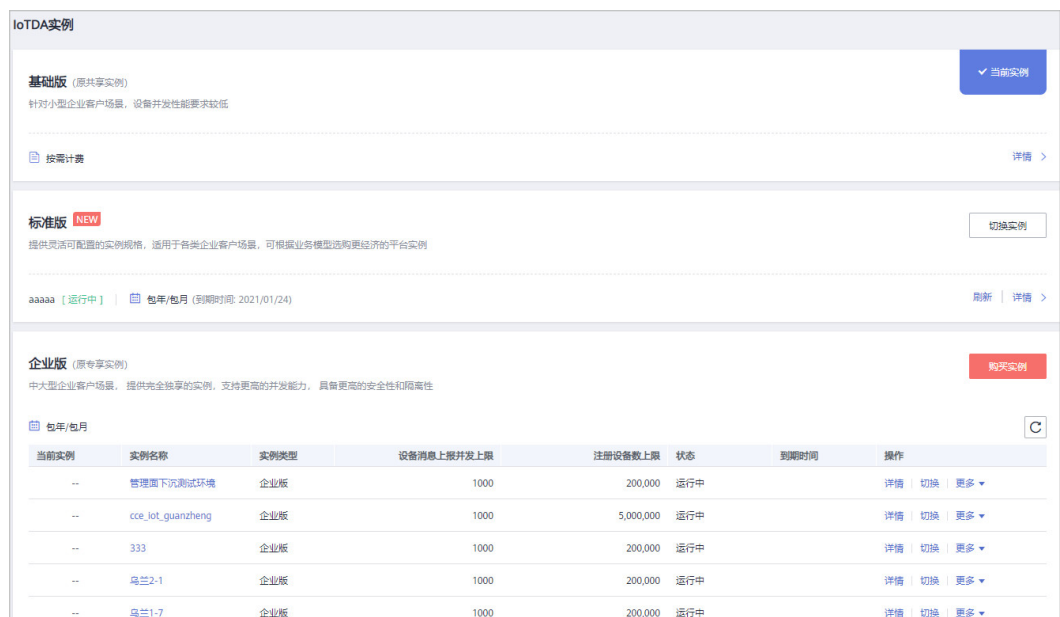 IoTDA实例
基础版 (原共享实例)
✓ 当前实例
针对小型企业客户场景，设备并发性能要求较低
按需计费
详情 >
标准版 NEW
切换实例
提供灵活可配置的实例规格，适用于各类企业客户场景，可根据业务模型选购更经济的平台实例
aaaaa [ 运行中 ] 包年/包月 (到期时间: 2021/01/24)
刷新 详情 >
企业版 (原专享实例)
购买实例
中大型企业客户场景， 提供完全独享的实例，支持更高的并发能力， 具备更高的安全性和隔离性
包年/包月
当前实例 实例名称 实例类型 设备消息上报并发上限 注册设备数上限 状态 到期时间 操作
-- 管理面下沉测试环境 企业版 1000 200,000 运行中 详情 切换 更多
-- cce_iot_guanzheng 企业版 1000 5,000,000 运行中 详情 切换 更多
-- 333 企业版 1000 200,000 运行中 详情 切换 更多
-- 乌兰2-1 企业版 1000 200,000 运行中 详情 切换 更多
-- 乌兰1-7 企业版 1000 200,000 运行中 详情 切换 更多